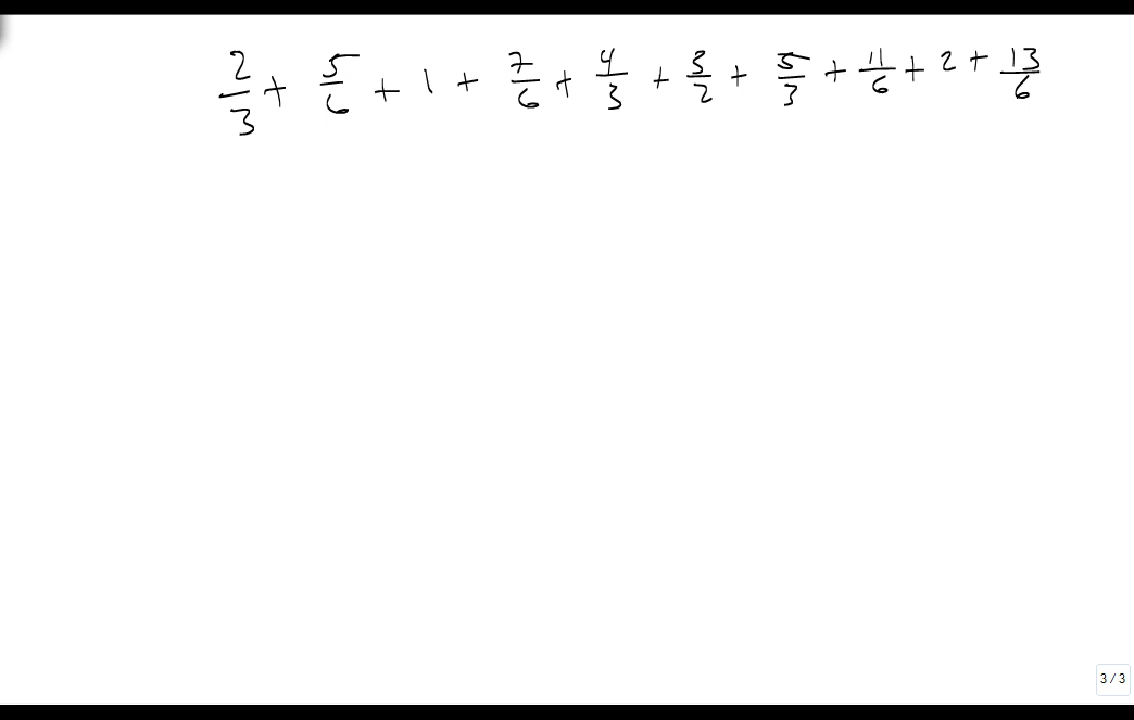 2/3 + 5/6 + 1 + 7/6 + 4/3 + 3/2 + 5/3 + 11/6 + 2 + 13/6
3/3